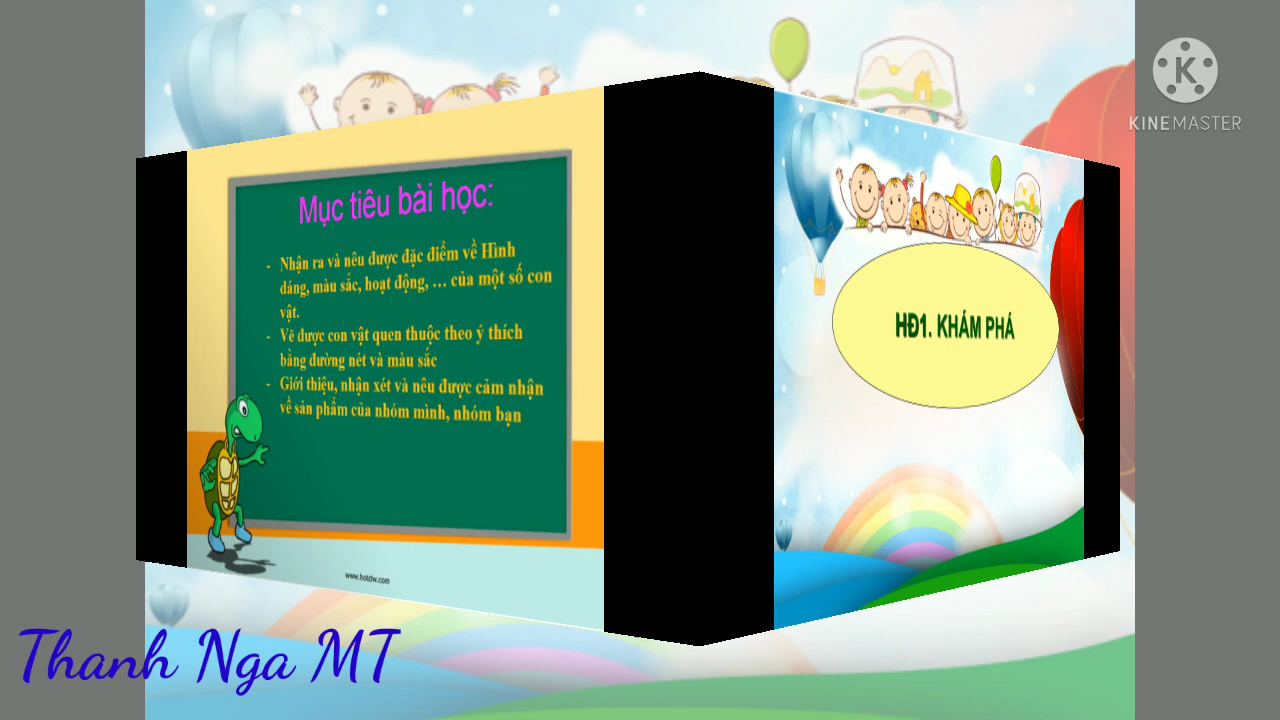 KINEMASTER
Mục tiêu bài học:
- Nhận ra và nêu được đặc điểm về Hình
dáng, màu sắc, hoạt động, ... của một số con
vật.
- Vẽ được con vật quen thuộc theo ý thích
bằng đường nét và màu sắc
- Giới thiệu, nhận xét và nêu được cảm nhận
về sản phẩm của nhóm mình, nhóm bạn
www.hotdw.com
HĐ1. KHÁM PHÁ
Thanh Nga MT